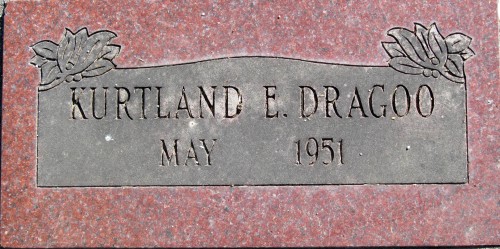 KURTLAND E. DRAGOO
MAY 1951